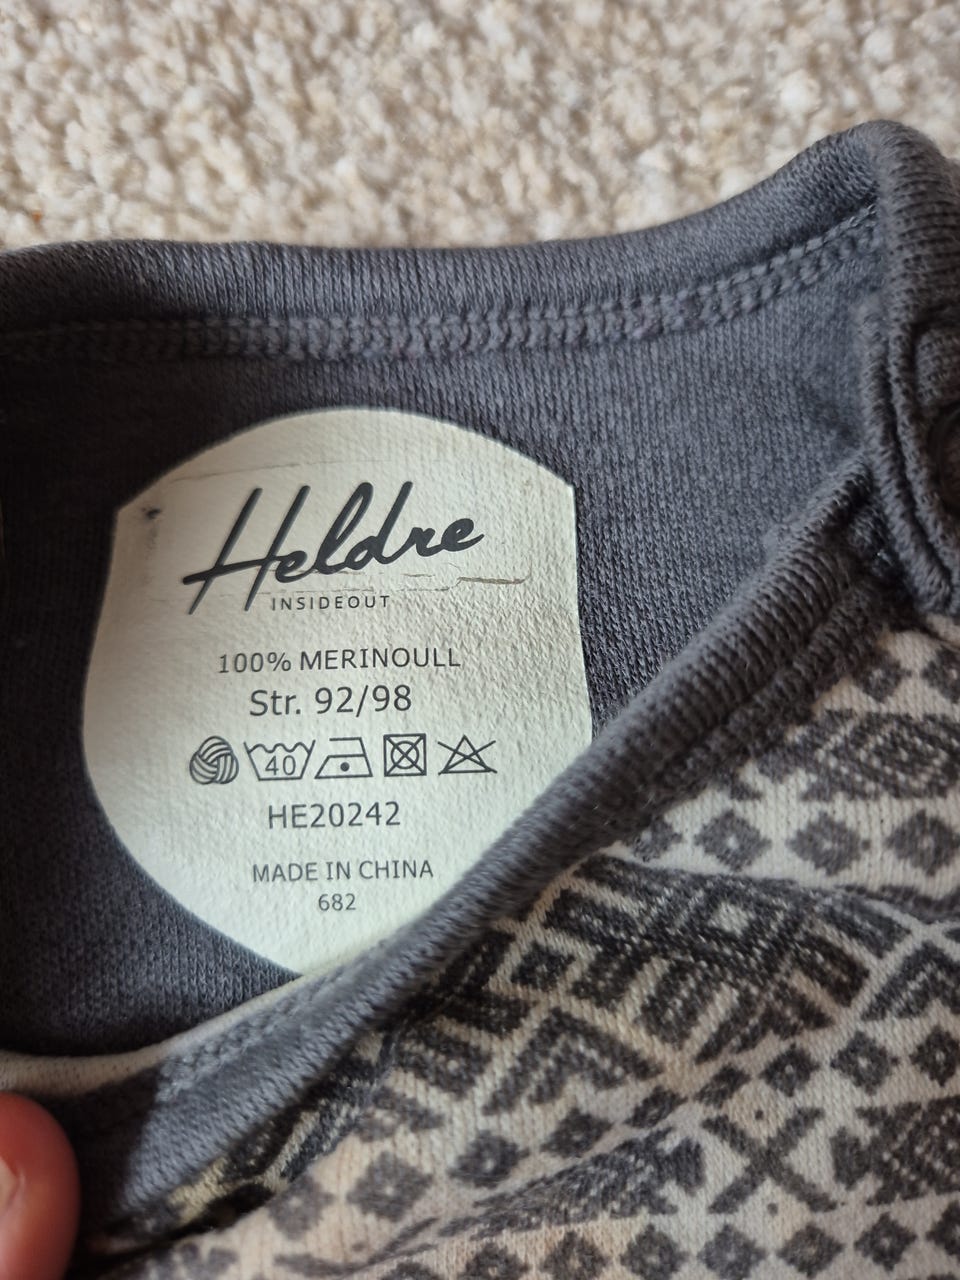 Heldre
INSIDEOUT
100% MERINOULL
Str. 92/98
40
HE20242
MADE IN CHINA
682